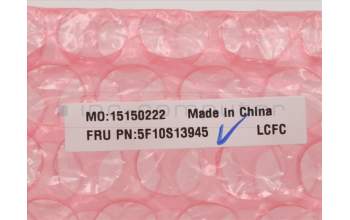 MO:15150222 Made In China
FRU PN:5F10S13945 LCFC